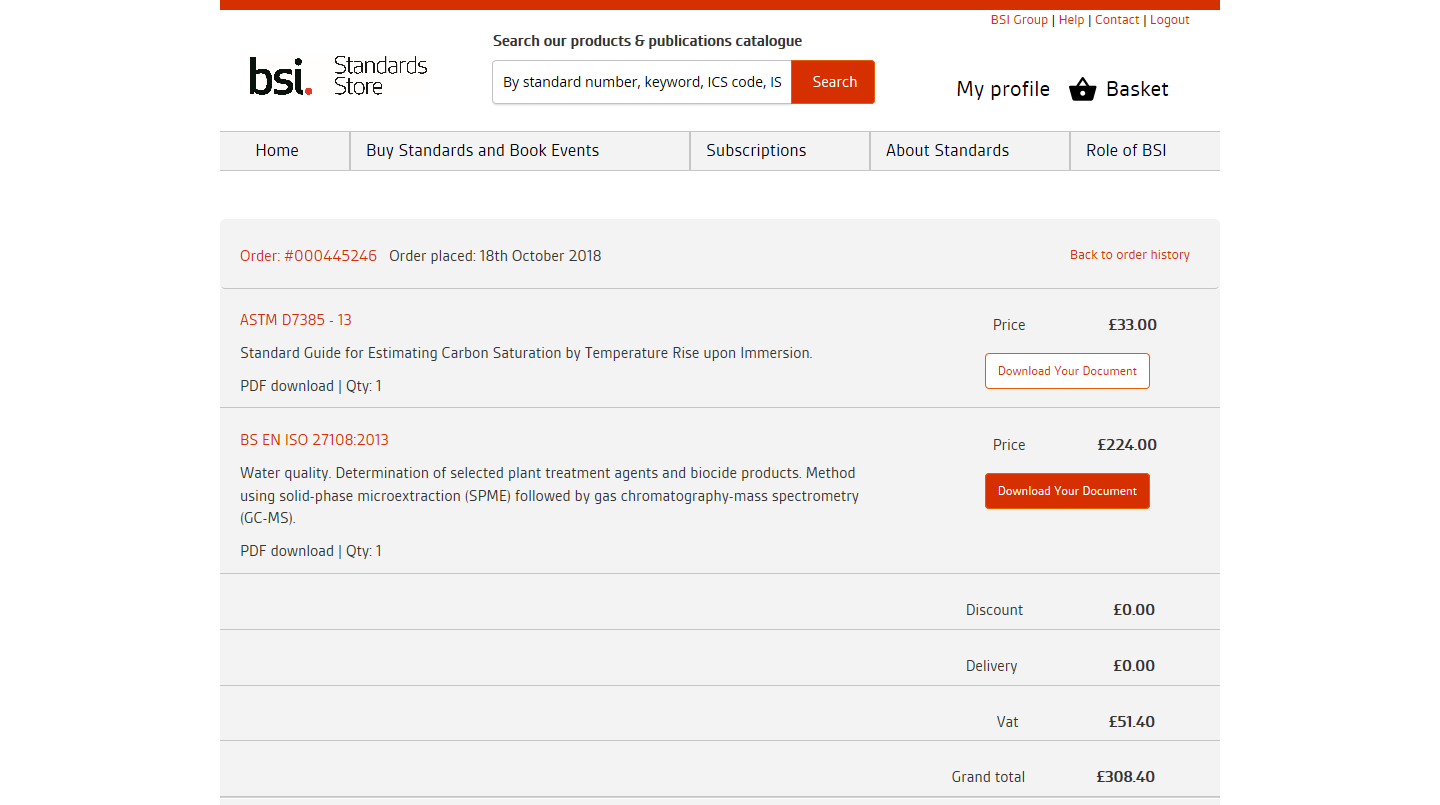 BSI Group | Help | Contact | Logout
Search our products & publications catalogue
bsi. Standards Store
By standard number, keyword, ICS code, IS
Search
My profile
Basket
Home
Buy Standards and Book Events
Subscriptions
About Standards
Role of BSI
Order: #000445246 Order placed: 18th October 2018
Back to order history
ASTM D7385 - 13
Price £33.00
Standard Guide for Estimating Carbon Saturation by Temperature Rise upon Immersion.
Download Your Document
PDF download | Qty: 1
BS EN ISO 27108:2013
Price £224.00
Water quality. Determination of selected plant treatment agents and biocide products. Method
using solid-phase microextraction (SPME) followed by gas chromatography-mass spectrometry
(GC-MS).
Download Your Document
PDF download | Qty: 1
Discount £0.00
Delivery £0.00
Vat £51.40
Grand total £308.40